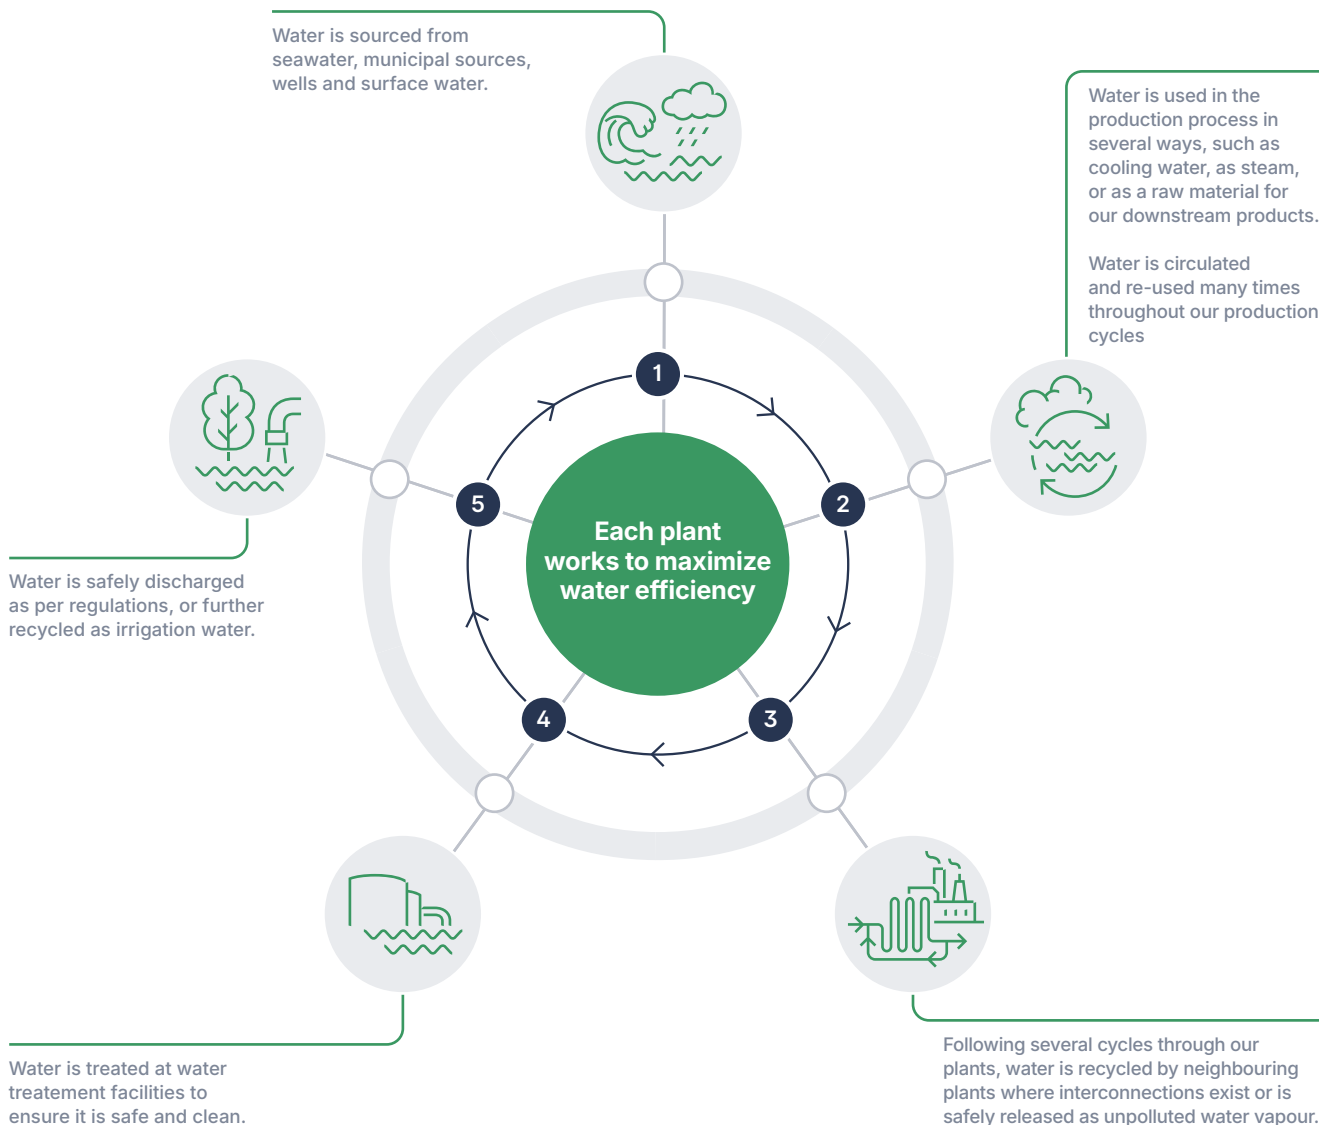 Water is sourced from
seawater, municipal sources,
wells and surface water.
Water is used in the
production process in
several ways, such as
cooling water, as steam,
or as a raw material for
our downstream products.
Water is circulated
and re-used many times
throughout our production
cycles
1
2
3
4
5
Each plant
works to maximize
water efficiency
Water is safely discharged
as per regulations, or further
recycled as irrigation water.
Water is treated at water
treatement facilities to
ensure it is safe and clean.
Following several cycles through our
plants, water is recycled by neighbouring
plants where interconnections exist or is
safely released as unpolluted water vapour.